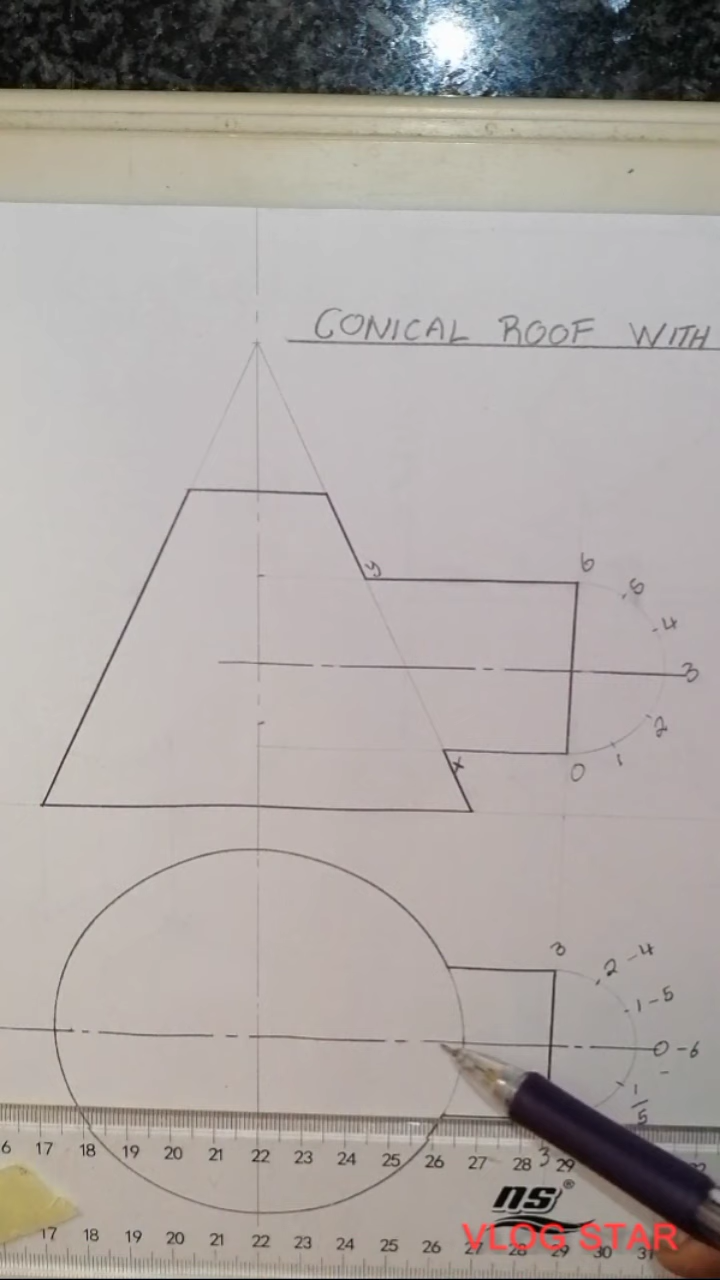 CONICAL ROOF WITH
y
6
5
4
3
2
1
0
x
3
2-4
1-5
0-6
1
5
3
16 17 18 19 20 21 22 23 24 25 26 27 28 29
ns®
17 18 19 20 21 22 23 24 25 26 27 28 29 30 31
VLOG STAR